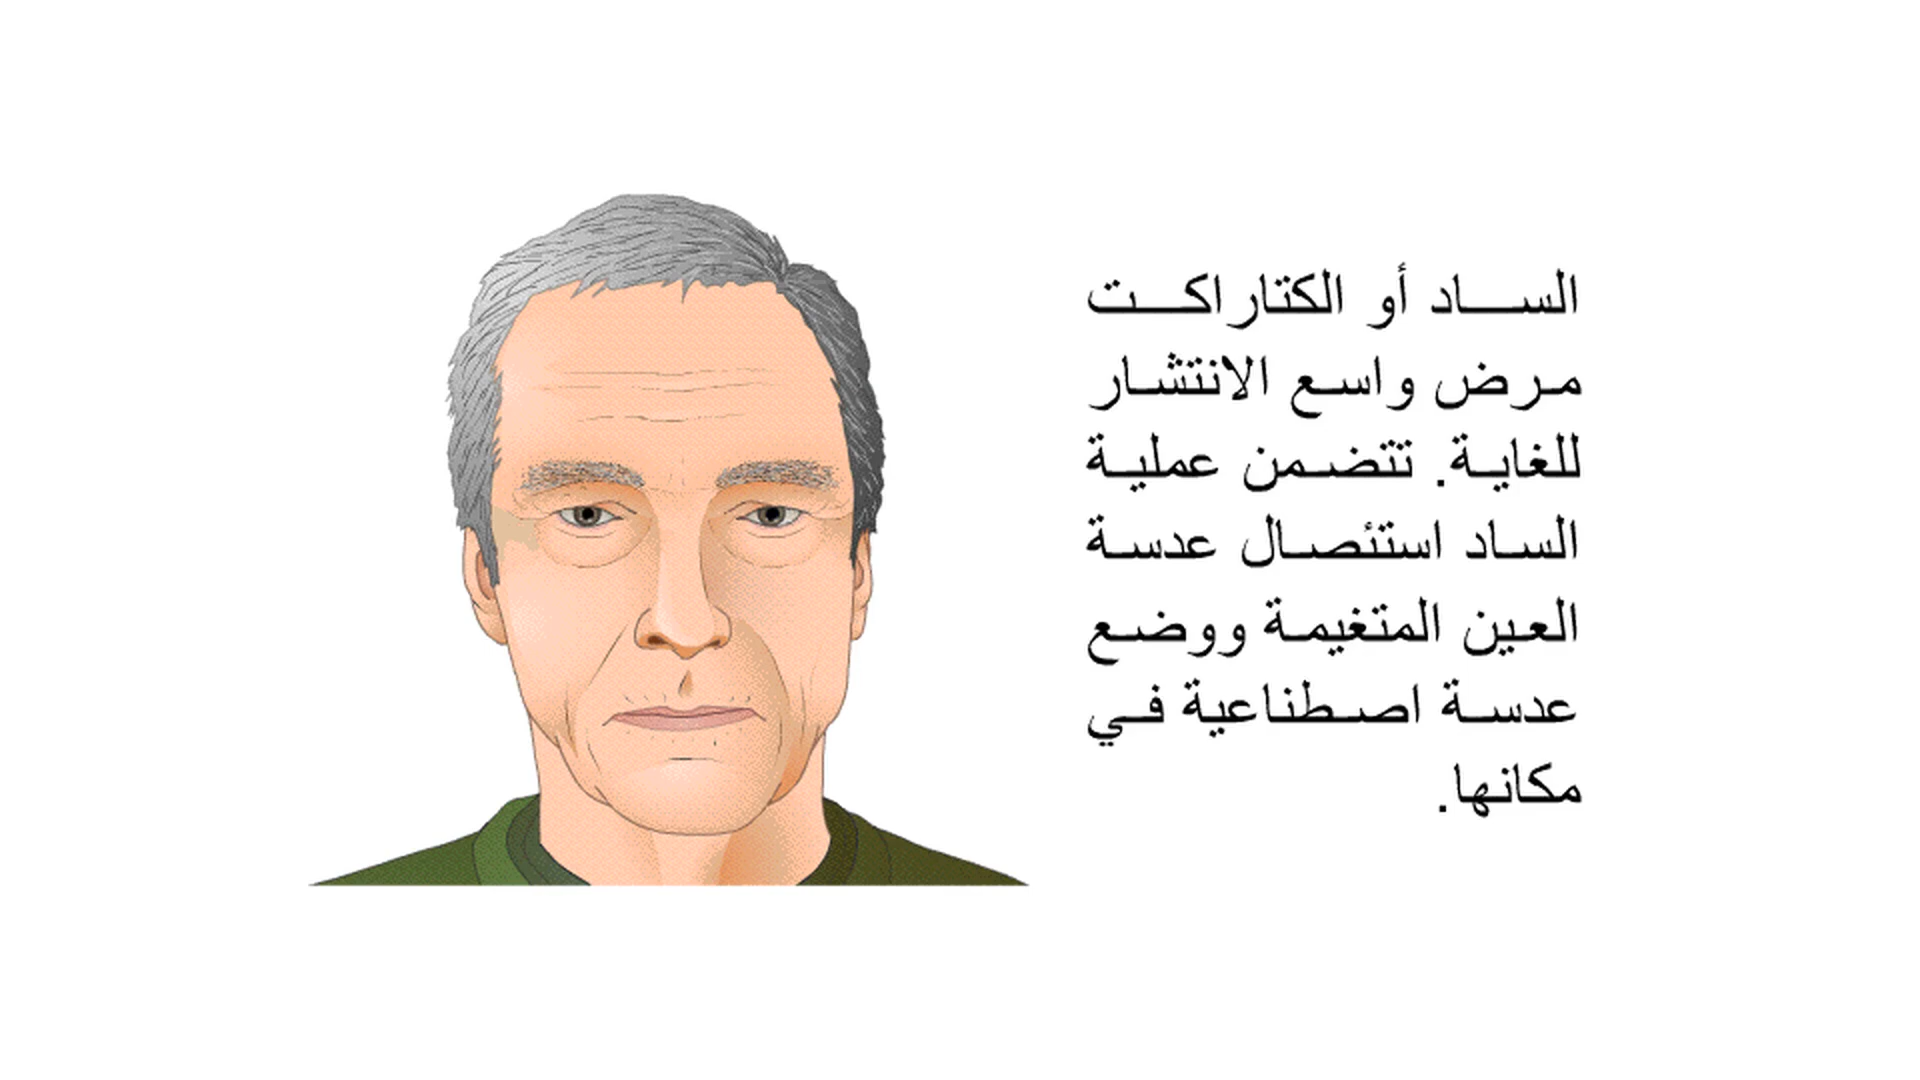 الساد أو الكتاراكت
مرض واسع الانتشار
للغاية. تتضمن عملية
الساد استئصال عدسة
العين المتغيمة ووضع
عدسة اصطناعية في
مكانها.